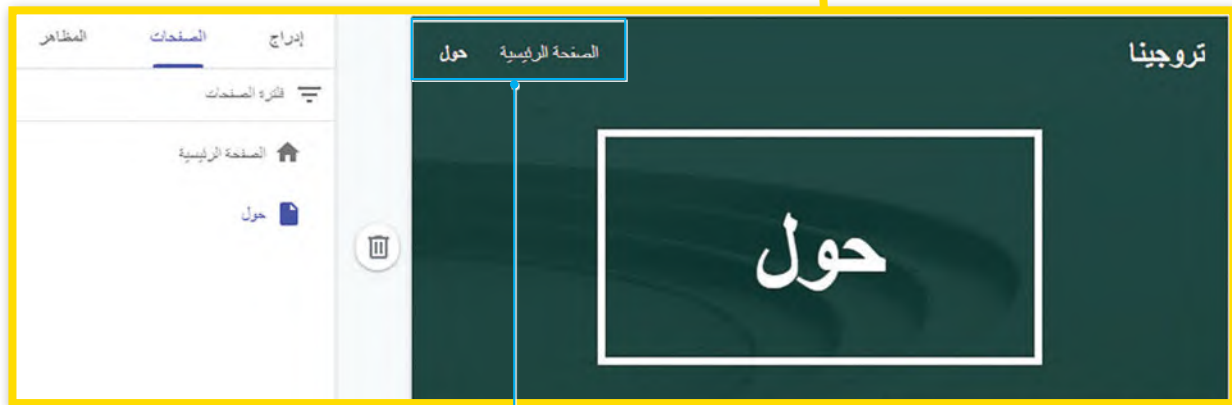 تروجينا
الصفحة الرئيسية حول
حول
إدراج الصفحات المظاهر
فلترة الصفحات
الصفحة الرئيسية
حول